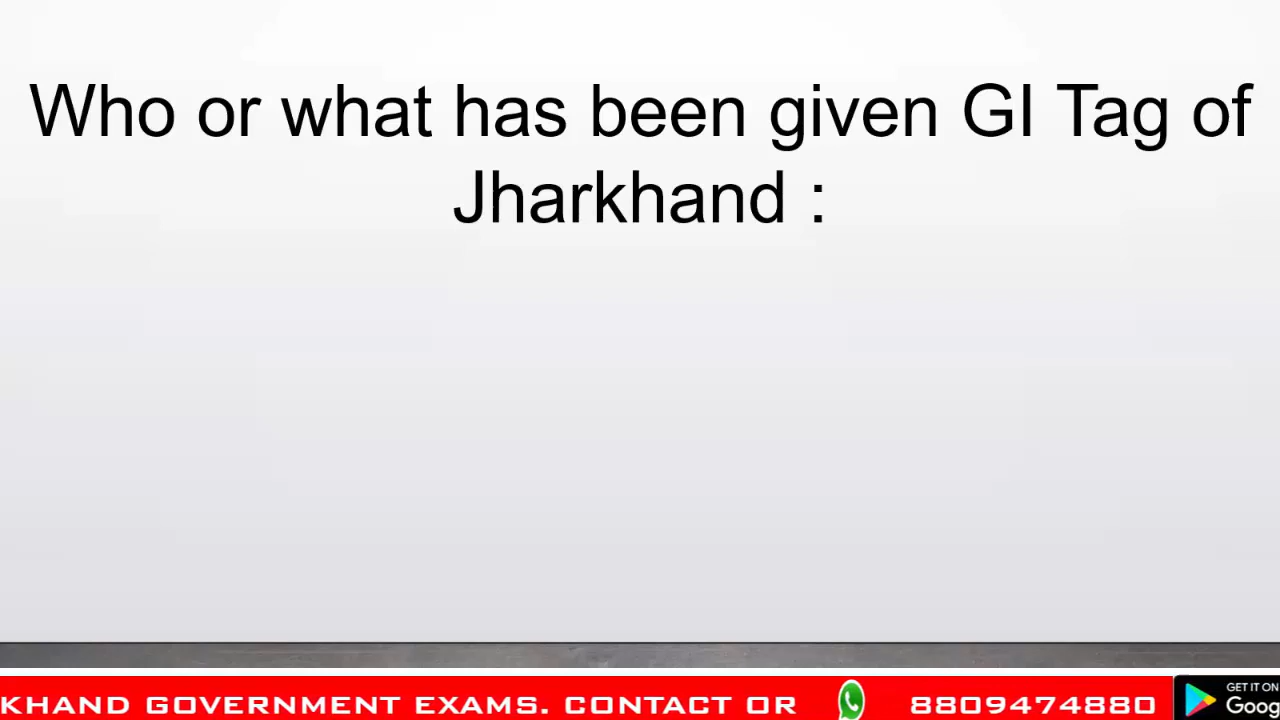 Who or what has been given GI Tag of
Jharkhand :
KHAND GOVERNMENT EXAMS. CONTACT OR 8809474880
GET IT ON
Goog